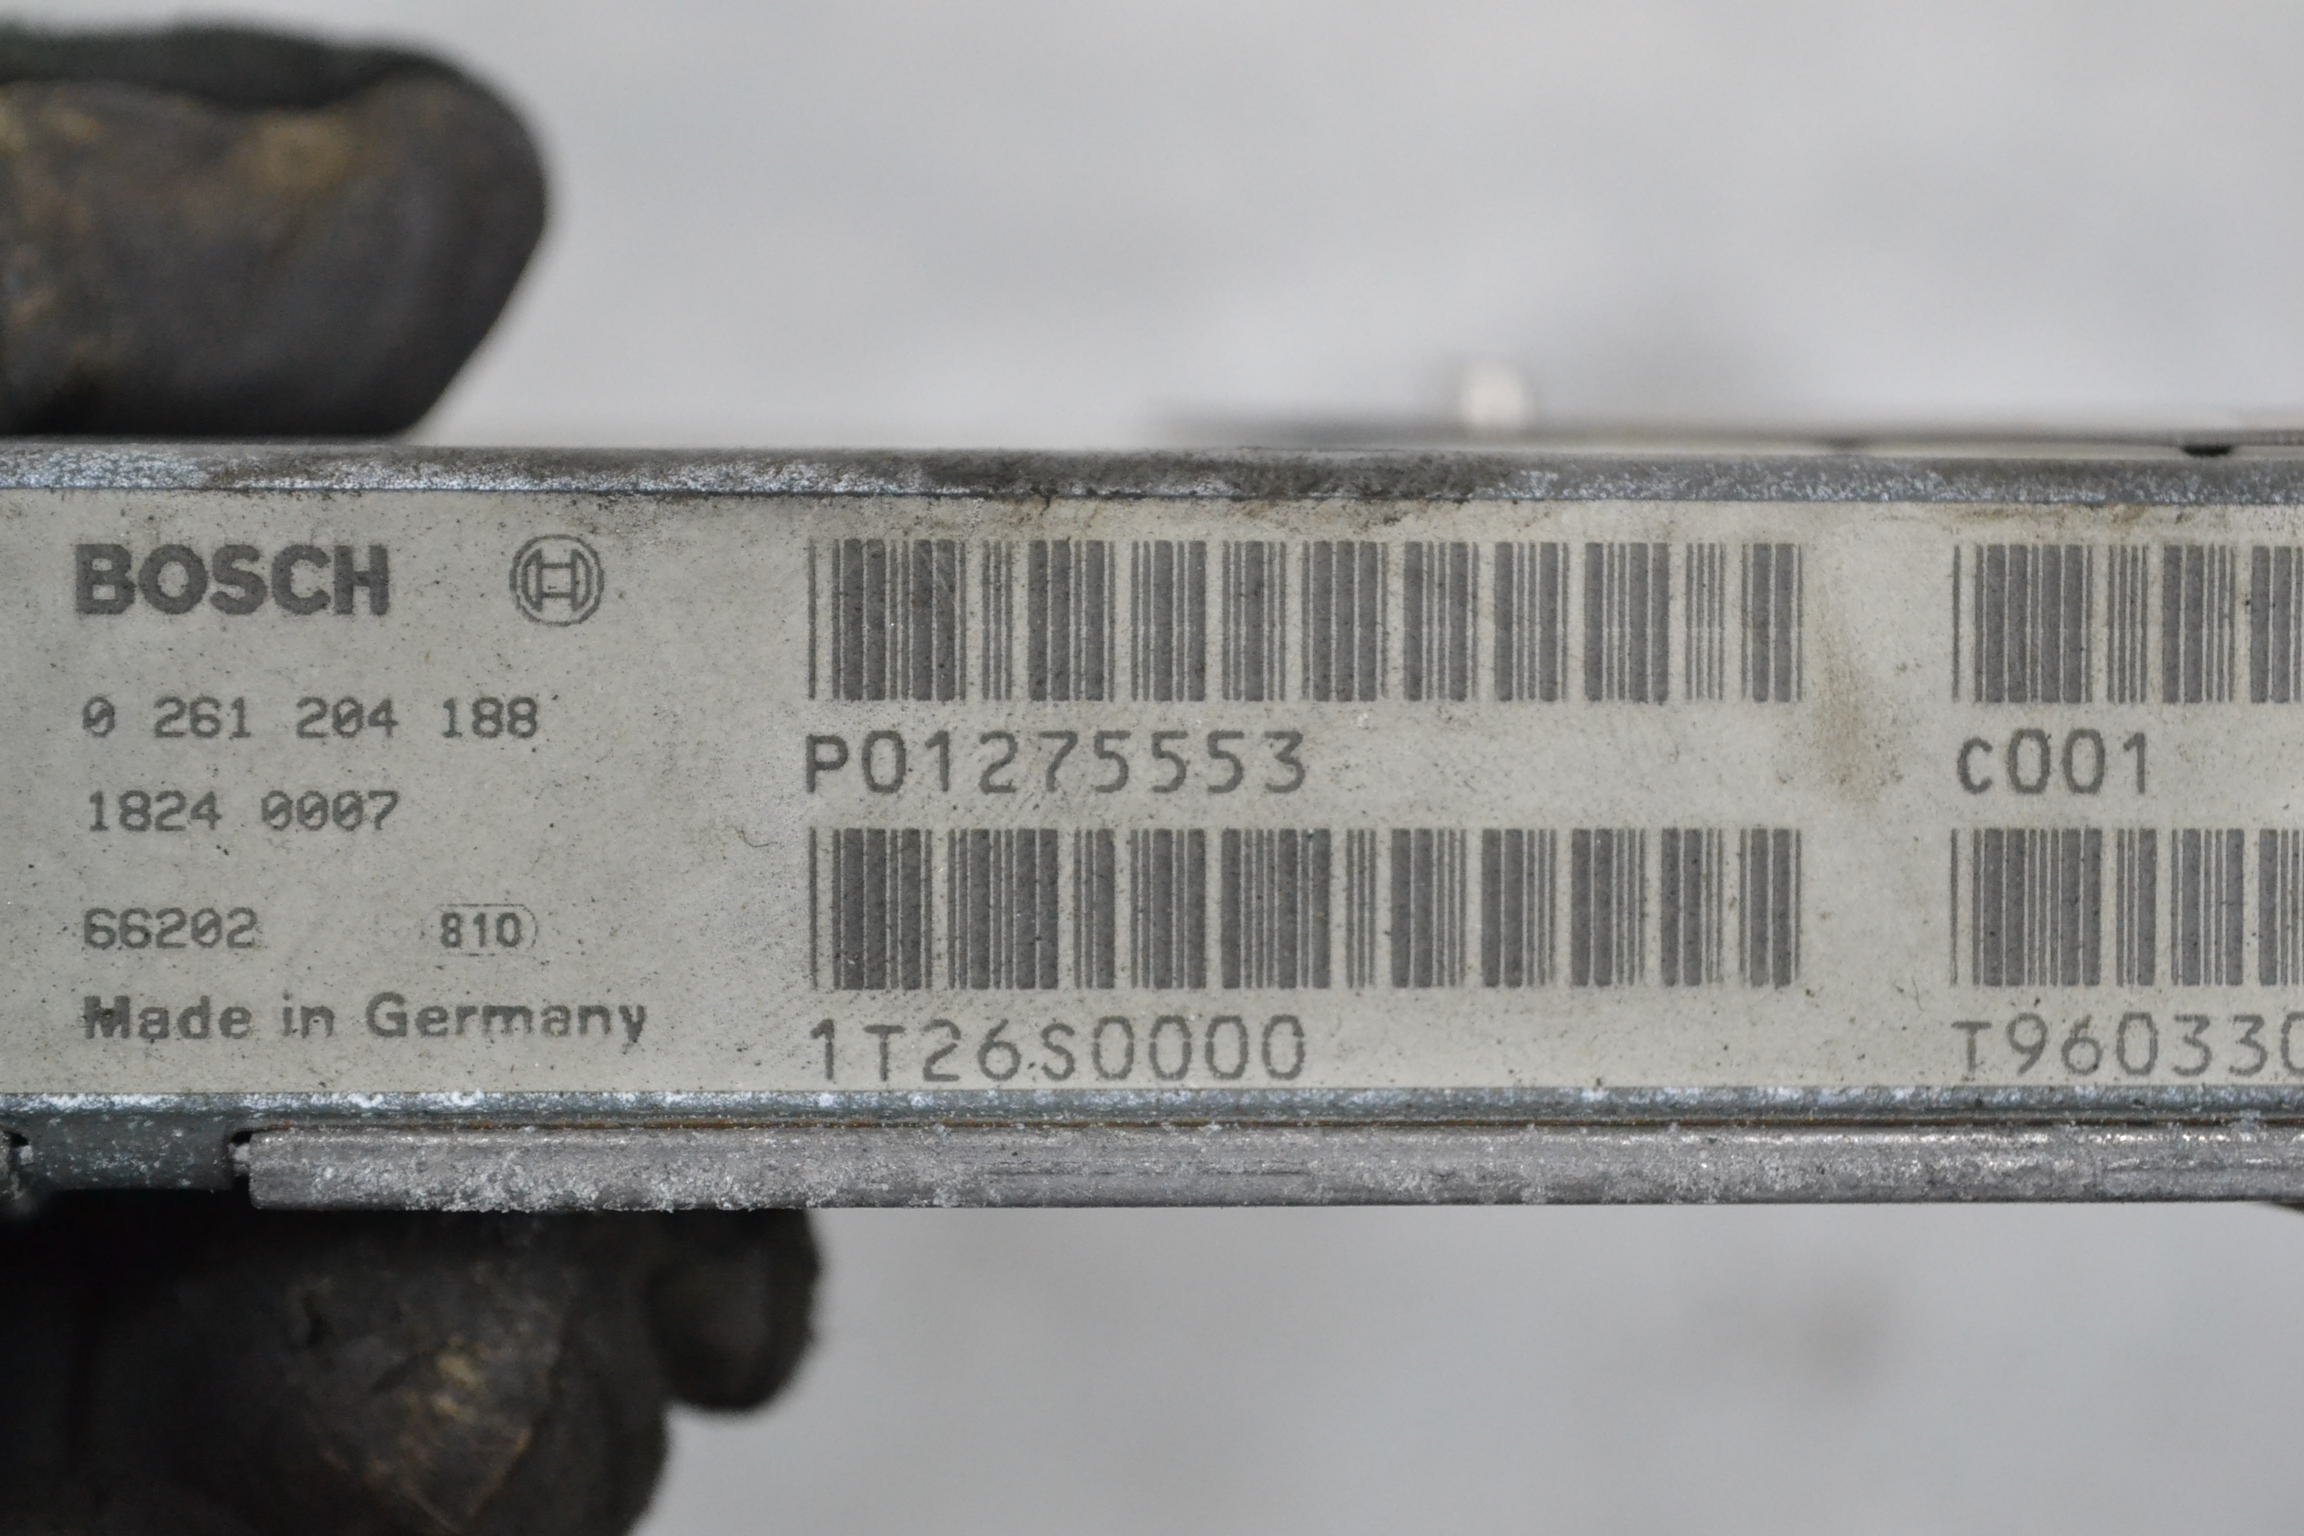 BOSCH
0 261 204 188
1824 0007
66202 810
Made in Germany
P01275553
1T26S0000
c001
T960330